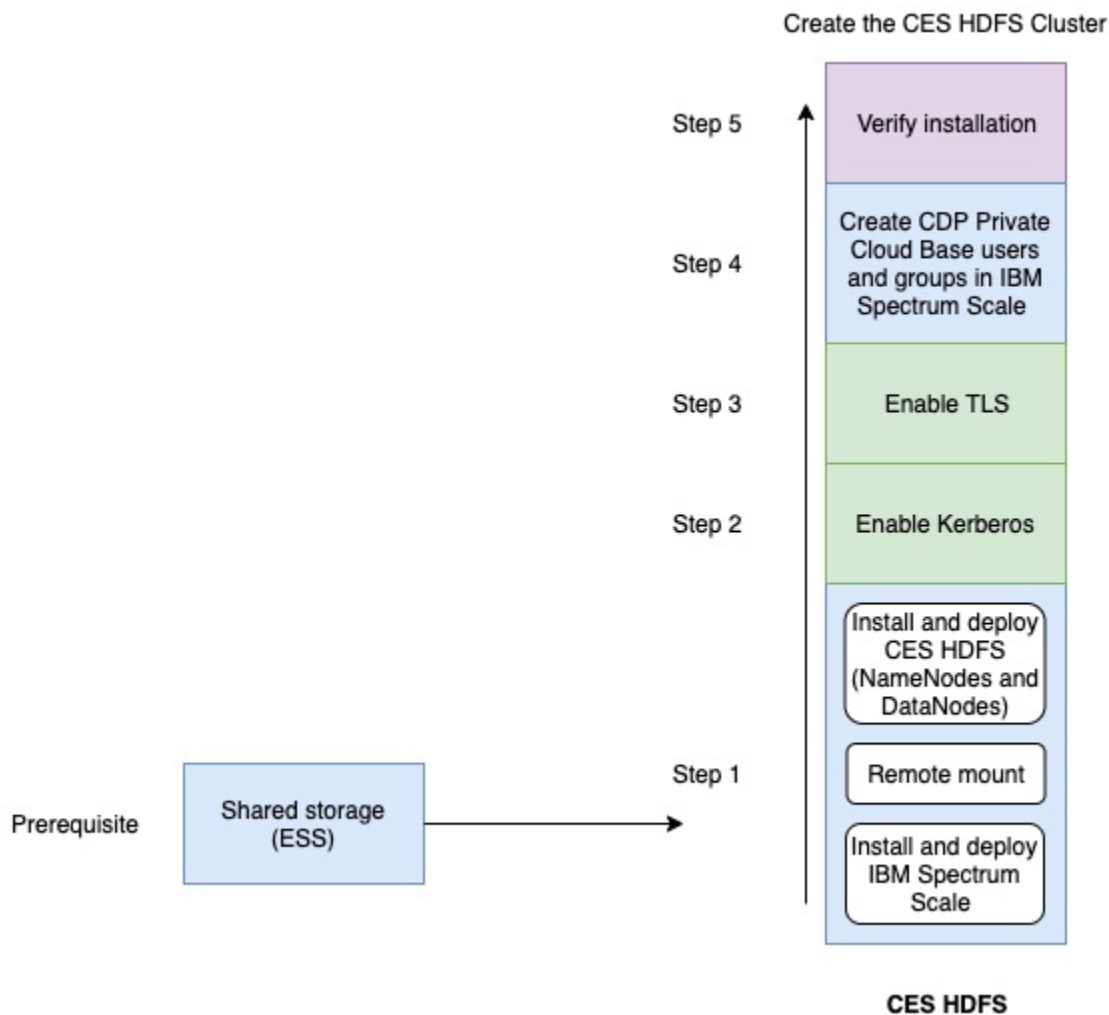 Create the CES HDFS Cluster
Step 5
Verify installation
Step 4
Create CDP Private
Cloud Base users
and groups in IBM
Spectrum Scale
Step 3
Enable TLS
Step 2
Enable Kerberos
Install and deploy
CES HDFS
(NameNodes and
DataNodes)
Step 1
Remote mount
Prerequisite
Shared storage
(ESS)
Install and deploy
IBM Spectrum
Scale
CES HDFS